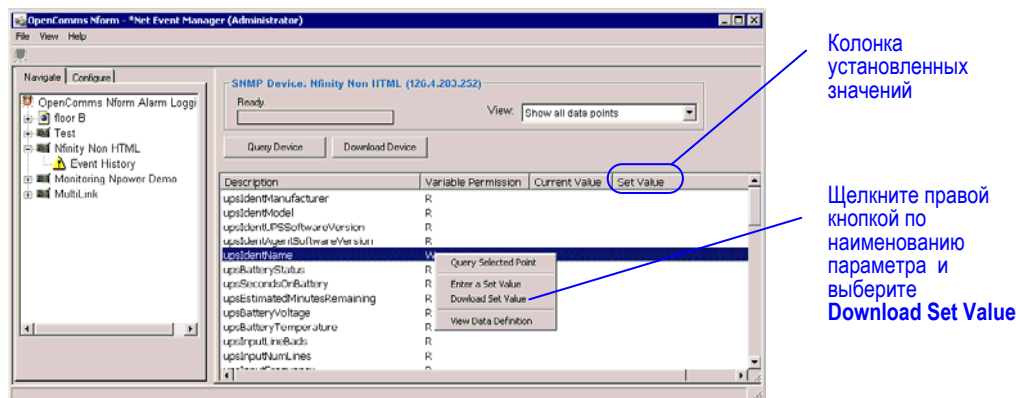 OpenComms Nform - *Net Event Manager (Administrator)
File View Help
Navigate Configure
OpenComms Nform Alarm Loggi
floor B
Test
Nfinity Non HTML
Event History
Monitoring Npower Demo
MultiLink
SNMP Device: Nfinity Non HTML (126.4.203.252)
Ready
View: Show all data points
Query Device Download Device
Description Variable Permission Current Value Set Value
upsIdentManufacturer R
upsIdentModel R
upsIdentUPSSoftwareVersion R
upsIdentAgentSoftwareVersion R
upsIdentName W
upsBatteryStatus R
upsSecondsOnBattery R
upsEstimatedMinutesRemaining R
upsBatteryVoltage R
upsBatteryTemperature R
upsInputLineBads R
upsInputNumLines R
Query Selected Point
Enter a Set Value
Dowload Set Value
View Data Definition
Колонка
установленных
значений
Щелкните правой
кнопкой по
наименованию
параметра и
выберите
Download Set Value